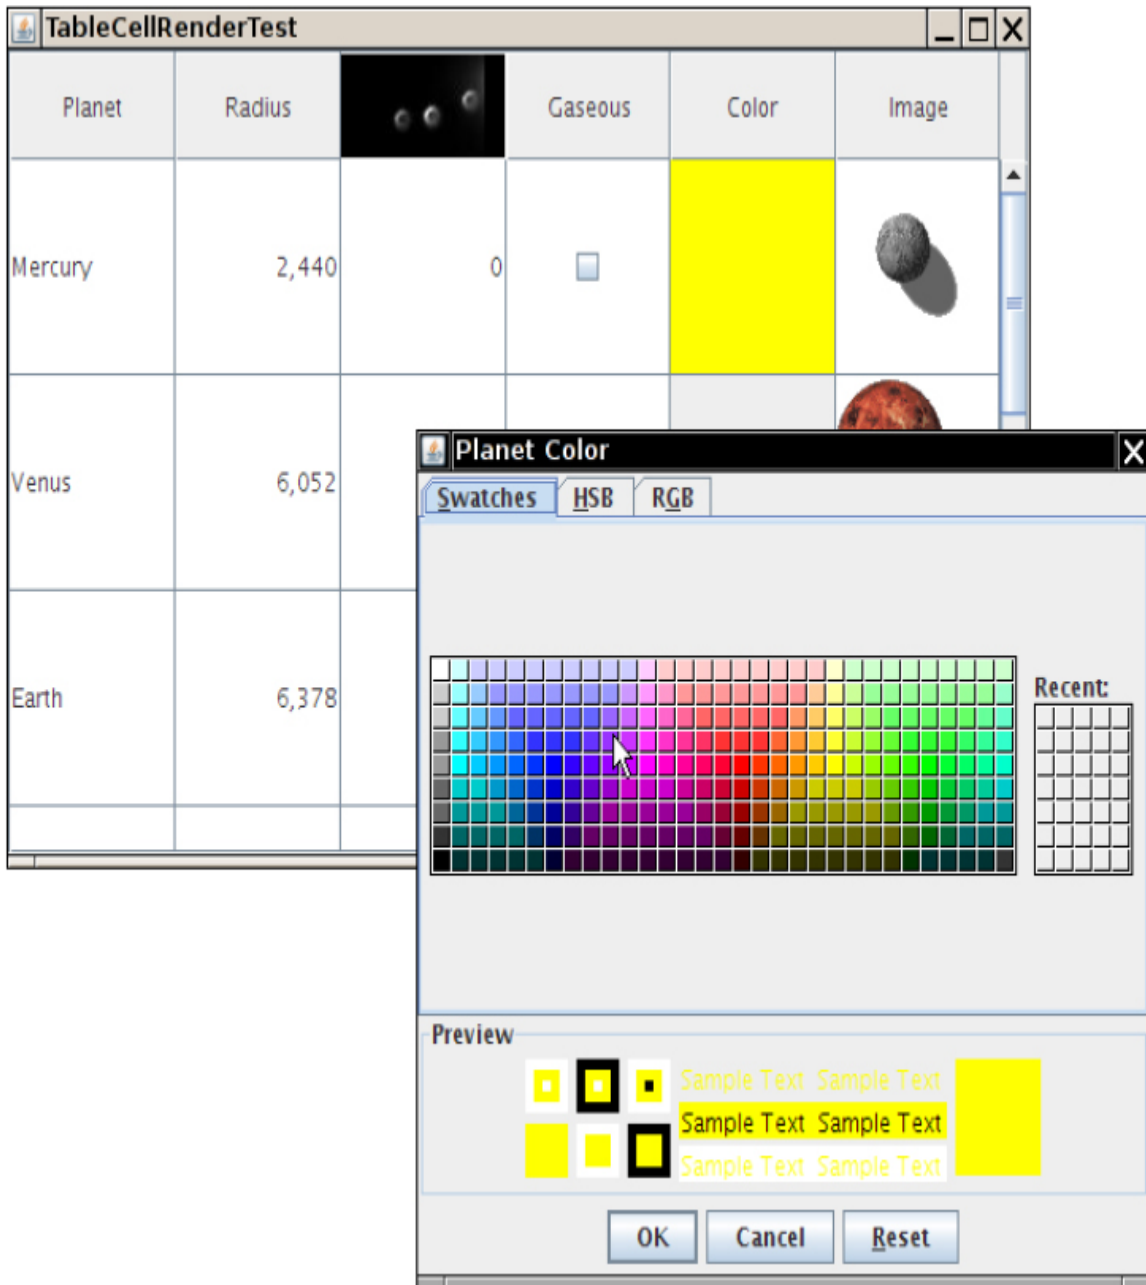 TableCellRenderTest
Planet Radius Gaseous Color Image
Mercury 2,440 0
Venus 6,052
Earth 6,378
Planet Color
Swatches HSB RGB
Recent:
Preview
Sample Text Sample Text
Sample Text Sample Text
Sample Text Sample Text
OK Cancel Reset